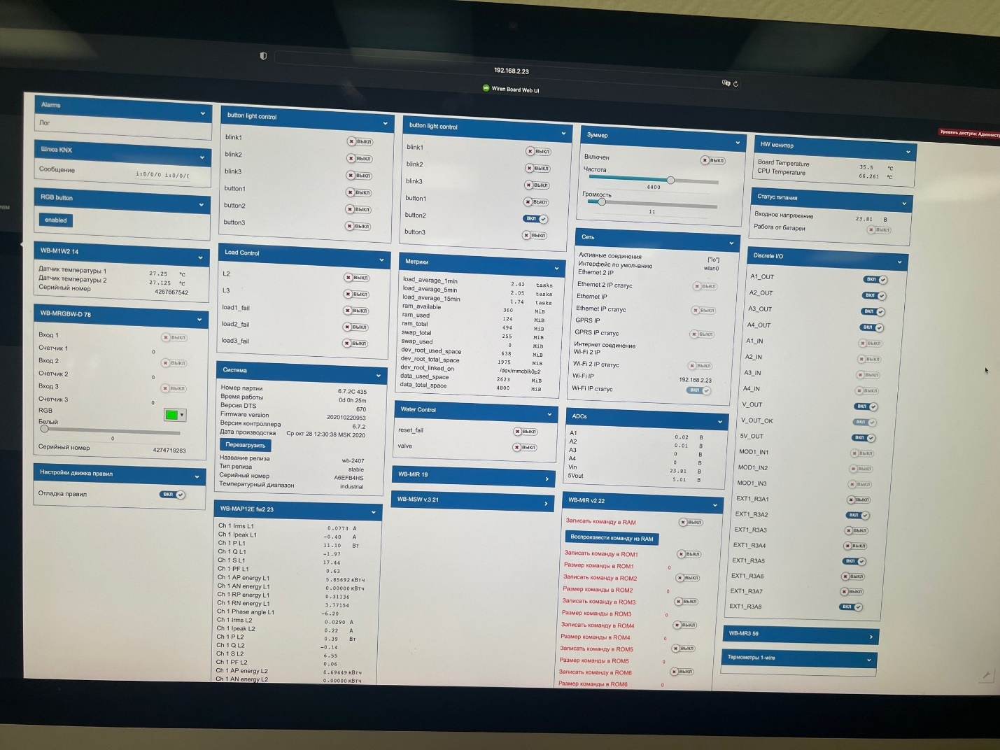 192.168.2.23
Wiren Board Web UI
Уровень доступа: Админист
Alarms
Лог
Шлюз KNX
Сообщение i:0/0/0 i:0/0/0
RGB button
enabled
WB-M1W2 14
Датчик температуры 1 27.25 °C
Датчик температуры 2 27.125 °C
Серийный номер 4267667542
WB-MRGBW-D 78
Вход 1 ВЫКЛ
Счетчик 1 0
Вход 2 ВЫКЛ
Счетчик 2 0
Вход 3 ВЫКЛ
Счетчик 3 0
RGB
Белый
0
Серийный номер 4274719263
Настройки движка правил
Отладка правил ВКЛ
button light control
blink1 ВЫКЛ
blink2 ВЫКЛ
blink3 ВЫКЛ
button1 ВЫКЛ
button2 ВЫКЛ
button3 ВЫКЛ
Load Control
L2 ВЫКЛ
L3 ВЫКЛ
load1_fail ВЫКЛ
load2_fail ВЫКЛ
load3_fail ВЫКЛ
Система
Номер партии 6.7.2C 435
Время работы 0d 0h 25m
Версия DTS 670
Firmware version 202010220953
Версия контроллера 6.7.2
Дата производства Ср окт 28 12:30:38 MSK 2020
Перезагрузить
Название релиза wb-2407
Тип релиза stable
Серийный номер A6EFB4HS
Температурный диапазон industrial
WB-MAP12E fw2 23
Ch 1 Irms L1 0.0773 А
Ch 1 Ipeak L1 -0.40 А
Ch 1 P L1 11.10 Вт
Ch 1 Q L1 -1.97
Ch 1 S L1 17.44
Ch 1 PF L1 0.63
Ch 1 AP energy L1 5.85692 кВтч
Ch 1 AN energy L1 0.00000 кВтч
Ch 1 RP energy L1 0.31136
Ch 1 RN energy L1 3.77154
Ch 1 Phase angle L1 -6.20
Ch 1 Irms L2 0.0290 А
Ch 1 Ipeak L2 0.22 А
Ch 1 P L2 0.39 Вт
Ch 1 Q L2 -0.14
Ch 1 S L2 6.55
Ch 1 PF L2 0.06
Ch 1 AP energy L2 0.69449 кВтч
Ch 1 AN energy L2 0.00000 кВтч
button light control
blink1 ВЫКЛ
blink2 ВЫКЛ
blink3 ВЫКЛ
button1 ВЫКЛ
button2 ВКЛ
button3 ВЫКЛ
Метрики
load_average_1min 2.42 tasks
load_average_5min 2.05 tasks
load_average_15min 1.74 tasks
ram_available 360 MiB
ram_used 124 MiB
ram_total 494 MiB
swap_total 255 MiB
swap_used 0 MiB
dev_root_used_space 638 MiB
dev_root_total_space 1975 MiB
dev_root_linked_on /dev/mmcblk0p2
data_used_space 2623 MiB
data_total_space 4800 MiB
Water Control
reset_fail ВЫКЛ
valve ВЫКЛ
WB-MIR 19
WB-MSW v.3 21
Зуммер
Включен ВЫКЛ
Частота
4400
Громкость
11
Сеть
Активные соединения ["lo"]
Интерфейс по умолчанию wlan0
Ethernet 2 IP
Ethernet 2 IP статус ВЫКЛ
Ethernet IP
Ethernet IP статус ВЫКЛ
GPRS IP
GPRS IP статус ВЫКЛ
Интернет соединение
Wi-Fi 2 IP
Wi-Fi 2 IP статус ВЫКЛ
Wi-Fi IP 192.168.2.23
Wi-Fi IP статус ВКЛ
ADCs
A1 0.02 В
A2 0.01 В
A3 0 В
A4 0 В
Vin 23.81 В
5Vout 5.01 В
WB-MIR v2 22
Записать команду в RAM ВЫКЛ
Воспроизвести команду из RAM
Записать команду в ROM1 ВЫКЛ
Размер команды в ROM1 0
Записать команду в ROM2 ВЫКЛ
Размер команды в ROM2 0
Записать команду в ROM3 ВЫКЛ
Размер команды в ROM3 0
Записать команду в ROM4 ВЫКЛ
Размер команды в ROM4 0
Записать команду в ROM5 ВЫКЛ
Размер команды в ROM5 0
Записать команду в ROM6 ВЫКЛ
Размер команды в ROM6 0
HW монитор
Board Temperature 35.5 °C
CPU Temperature 66.261 °C
Статус питания
Входное напряжение 23.81 В
Работа от батареи ВЫКЛ
Discrete I/O
A1_OUT ВКЛ
A2_OUT ВКЛ
A3_OUT ВКЛ
A4_OUT ВКЛ
A1_IN ВЫКЛ
A2_IN ВЫКЛ
A3_IN ВЫКЛ
A4_IN ВЫКЛ
V_OUT ВКЛ
V_OUT_OK ВКЛ
5V_OUT ВКЛ
MOD1_IN1 ВЫКЛ
MOD1_IN2 ВЫКЛ
MOD1_IN3 ВЫКЛ
EXT1_R3A1 ВЫКЛ
EXT1_R3A2 ВКЛ
EXT1_R3A3 ВЫКЛ
EXT1_R3A4 ВЫКЛ
EXT1_R3A5 ВКЛ
EXT1_R3A6 ВЫКЛ
EXT1_R3A7 ВЫКЛ
EXT1_R3A8 ВКЛ
WB-MR3 56
Термометры 1-wire